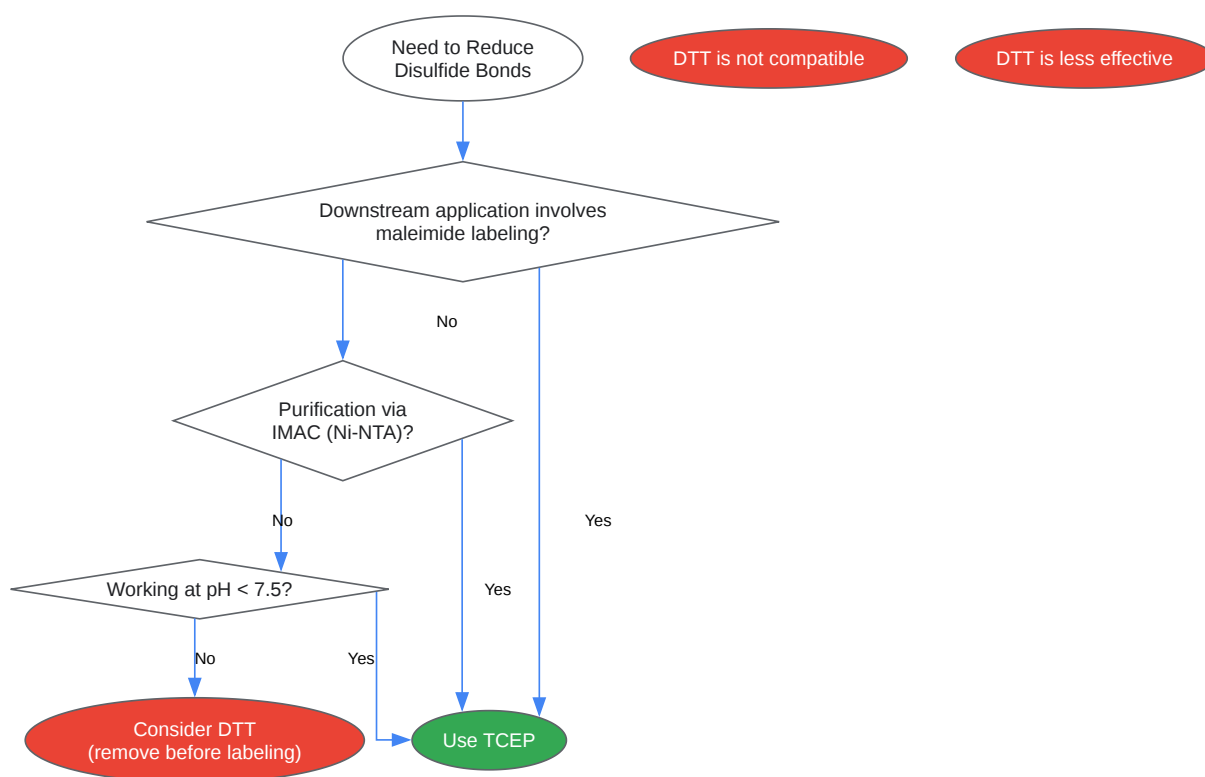 Need to Reduce
Disulfide Bonds
DTT is not compatible
DTT is less effective
Downstream application involves
maleimide labeling?
No
Purification via
IMAC (Ni-NTA)?
No
Yes
Working at pH < 7.5?
Yes
No
Yes
Consider DTT
(remove before labeling)
Use TCEP